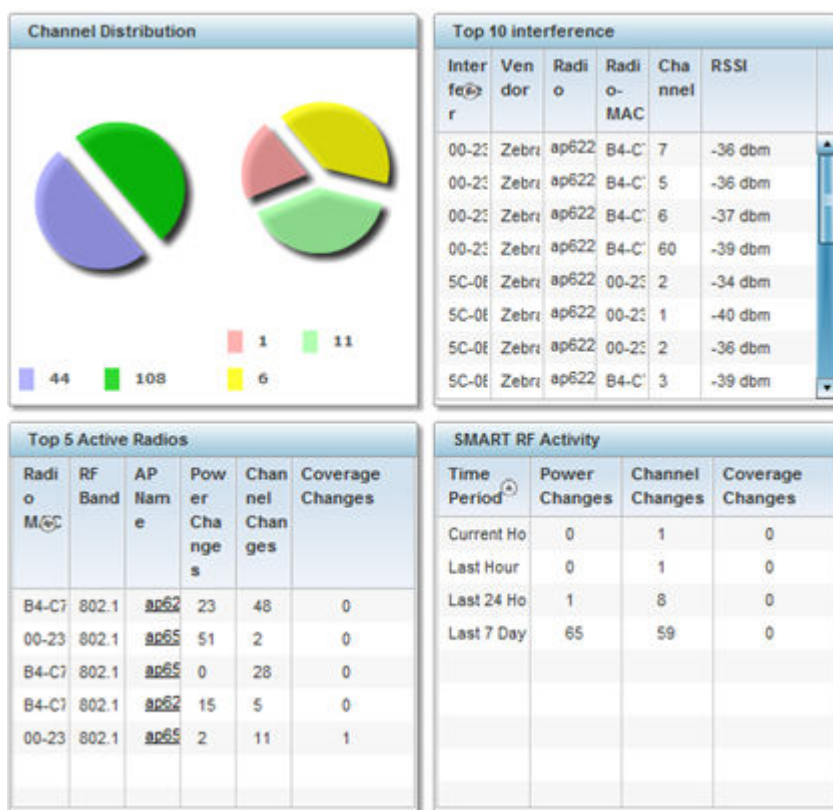 Channel Distribution
1 11
44 108 6
Top 10 interference
Inter Ven Radi Radi Cha RSSI
fe r dor o o- nnel
r MAC
00-23 Zebra ap622 B4-C 7 -36 dbm
00-23 Zebra ap622 B4-C 5 -36 dbm
00-23 Zebra ap622 B4-C 6 -37 dbm
00-23 Zebra ap622 B4-C 60 -39 dbm
5C-0E Zebra ap622 00-23 2 -34 dbm
5C-0E Zebra ap622 00-23 1 -40 dbm
5C-0E Zebra ap622 00-23 2 -36 dbm
5C-0E Zebra ap622 B4-C 3 -39 dbm
Top 5 Active Radios
Radi RF AP Pow Chan Coverage
o Band Nam er nel Changes
MAC e Cha Chan
nge ges
s
B4-C7 802.1 ap62 23 48 0
00-23 802.1 ap65 51 2 0
B4-C7 802.1 ap65 0 28 0
B4-C7 802.1 ap62 15 5 0
00-23 802.1 ap65 2 11 1
SMART RF Activity
Time Power Channel Coverage
Period Changes Changes Changes
Current Ho 0 1 0
Last Hour 0 1 0
Last 24 Ho 1 8 0
Last 7 Day 65 59 0